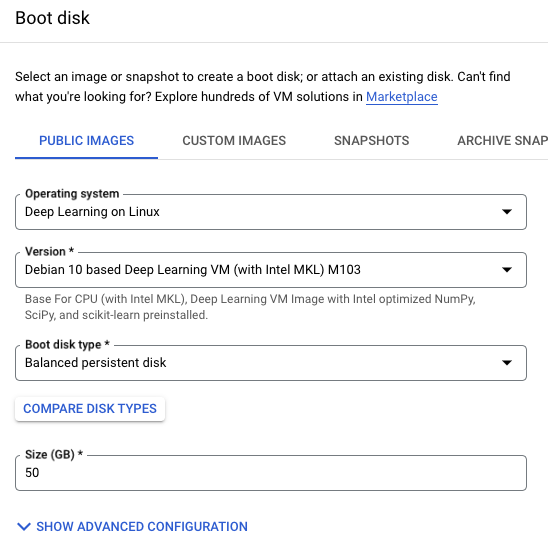 Boot disk
Select an image or snapshot to create a boot disk; or attach an existing disk. Can't find
what you're looking for? Explore hundreds of VM solutions in Marketplace
PUBLIC IMAGES CUSTOM IMAGES SNAPSHOTS ARCHIVE SNAP
Operating system
Deep Learning on Linux
Version *
Debian 10 based Deep Learning VM (with Intel MKL) M103
Base For CPU (with Intel MKL), Deep Learning VM Image with Intel optimized NumPy,
SciPy, and scikit-learn preinstalled.
Boot disk type *
Balanced persistent disk
COMPARE DISK TYPES
Size (GB) *
50
SHOW ADVANCED CONFIGURATION